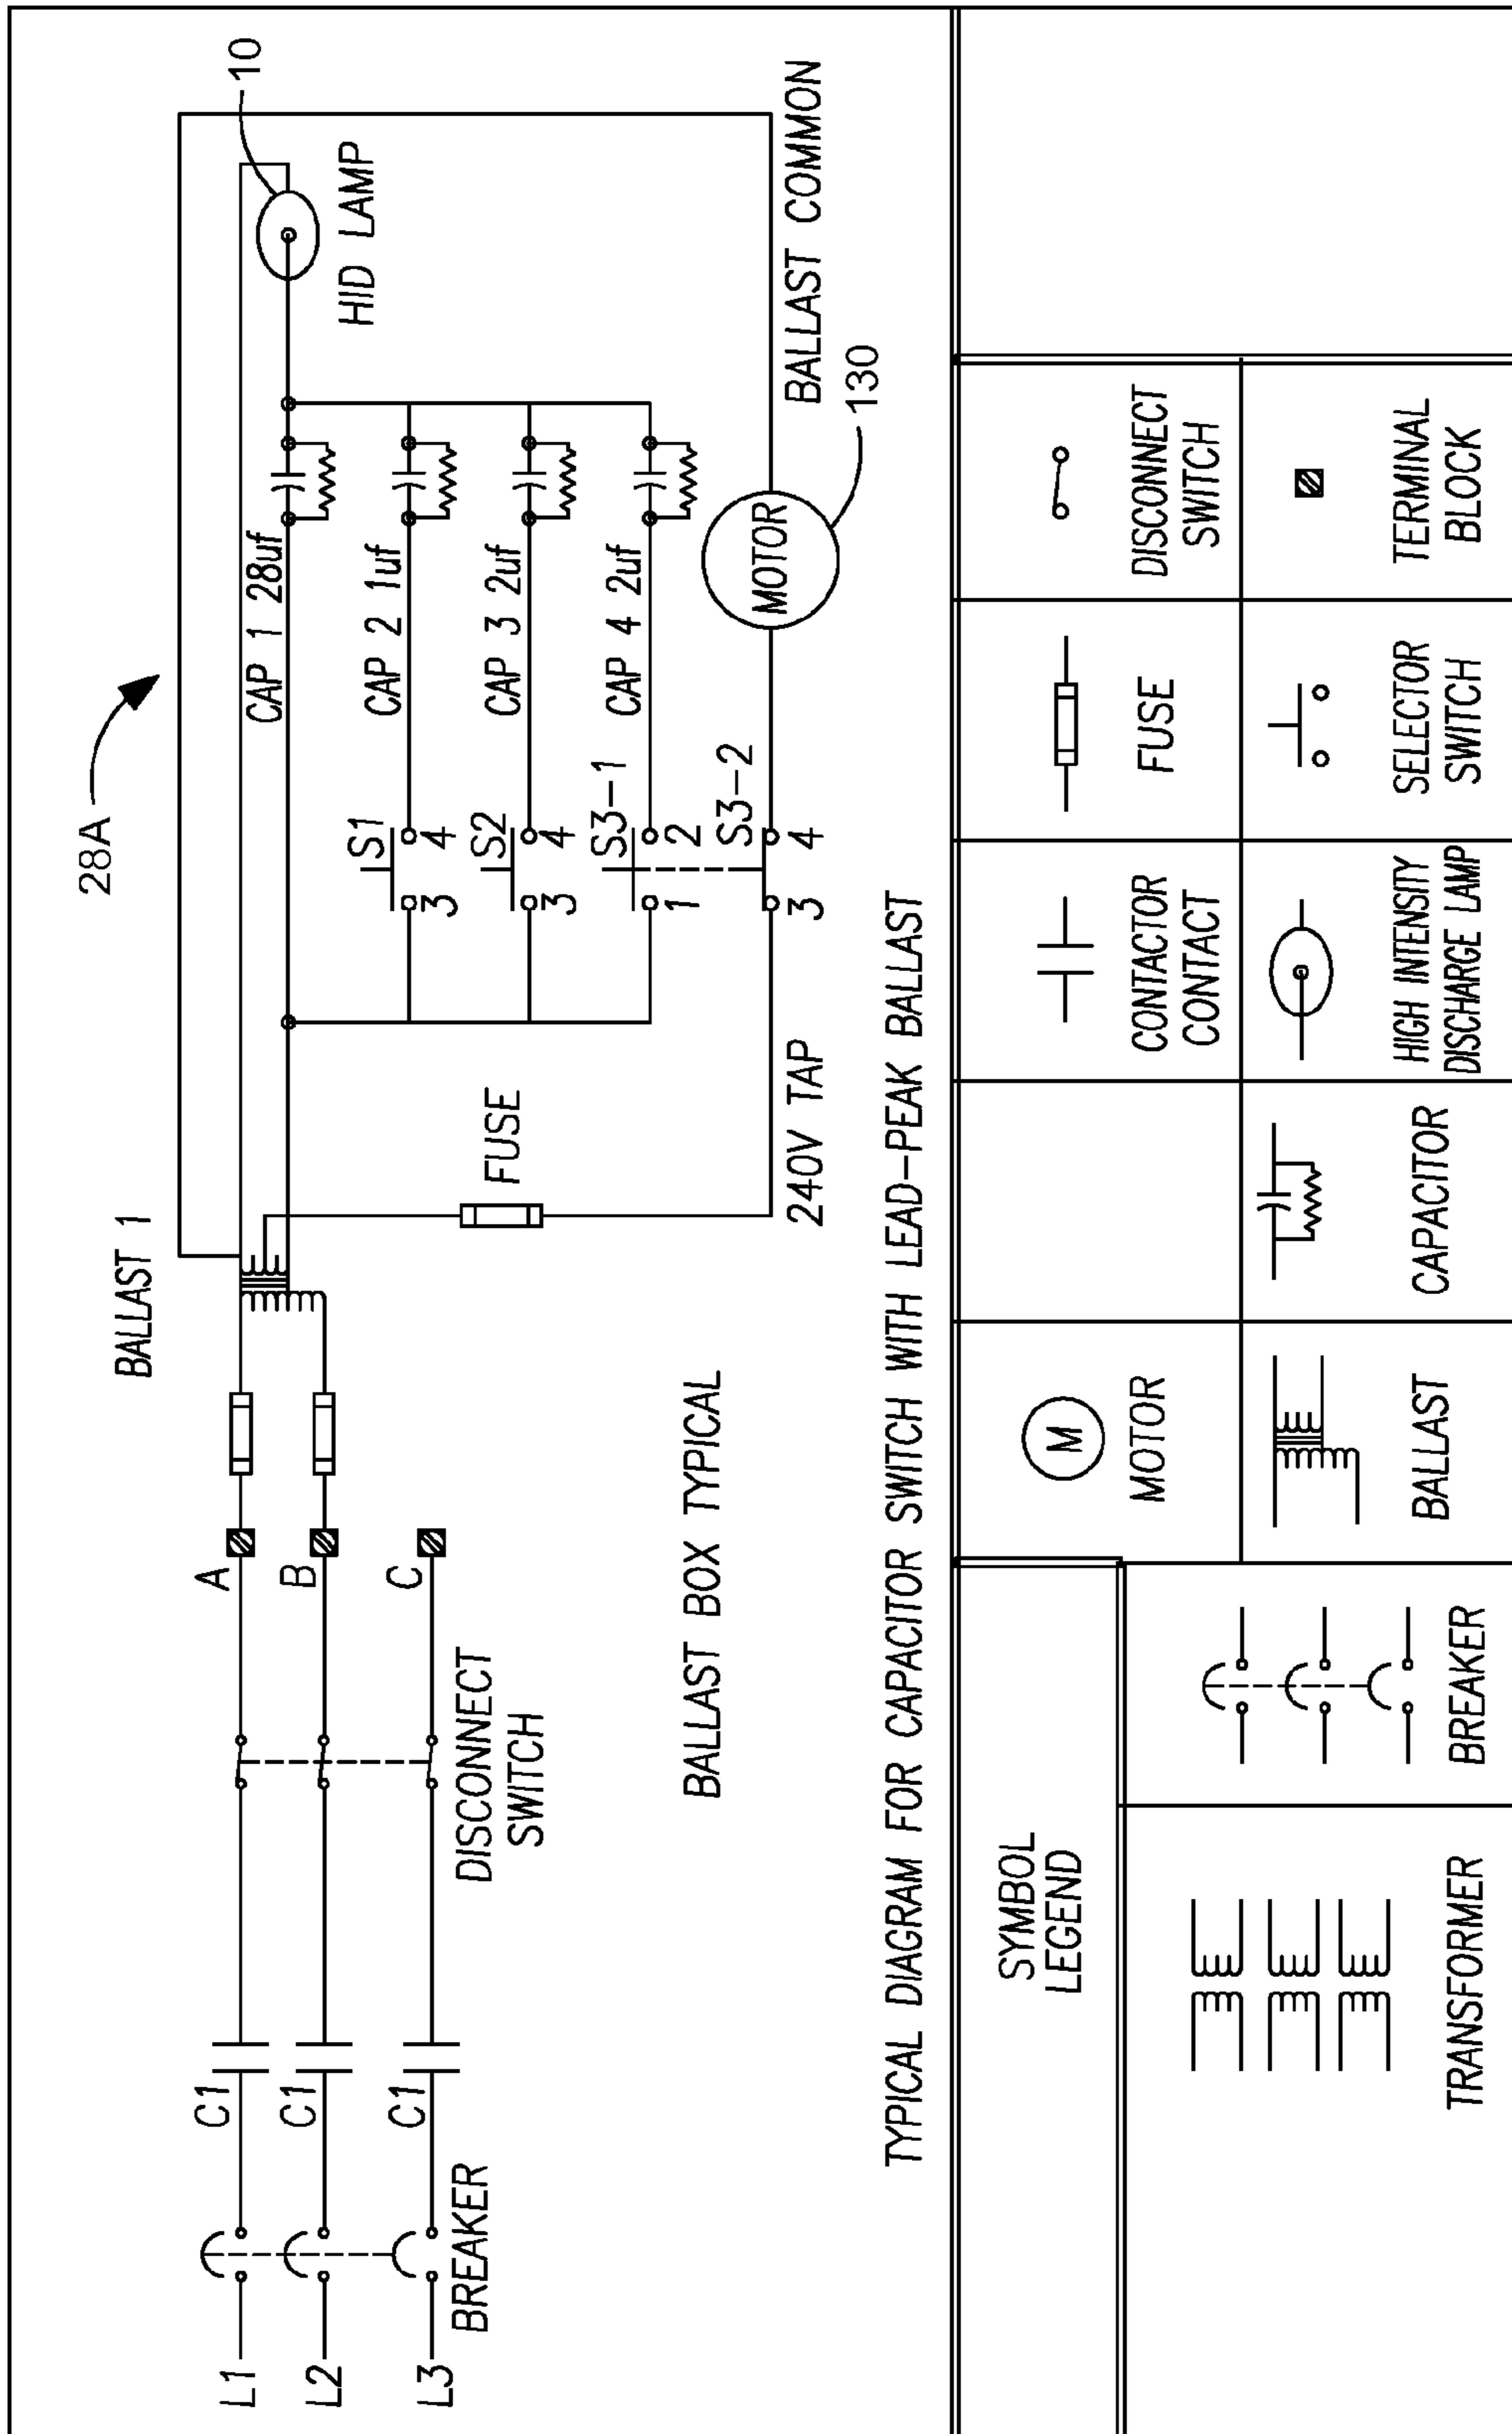 28A
10
BALLAST 1
HID LAMP
L1
L2
L3
BREAKER
C1
C1
C1
DISCONNECT
SWITCH
A
B
C
FUSE
240V TAP
CAP 1 28uf
CAP 2 1uf
CAP 3 2uf
CAP 4 2uf
S1
3 4
S2
3 4
S3-1
1 2
S3-2
3 4
MOTOR
130
BALLAST COMMON
BALLAST BOX TYPICAL
TYPICAL DIAGRAM FOR CAPACITOR SWITCH WITH LEAD-PEAK BALLAST
SYMBOL
LEGEND
M
MOTOR
CONTACTOR
CONTACT
FUSE
DISCONNECT
SWITCH
TRANSFORMER
BREAKER
BALLAST
CAPACITOR
HIGH INTENSITY
DISCHARGE LAMP
SELECTOR
SWITCH
TERMINAL
BLOCK